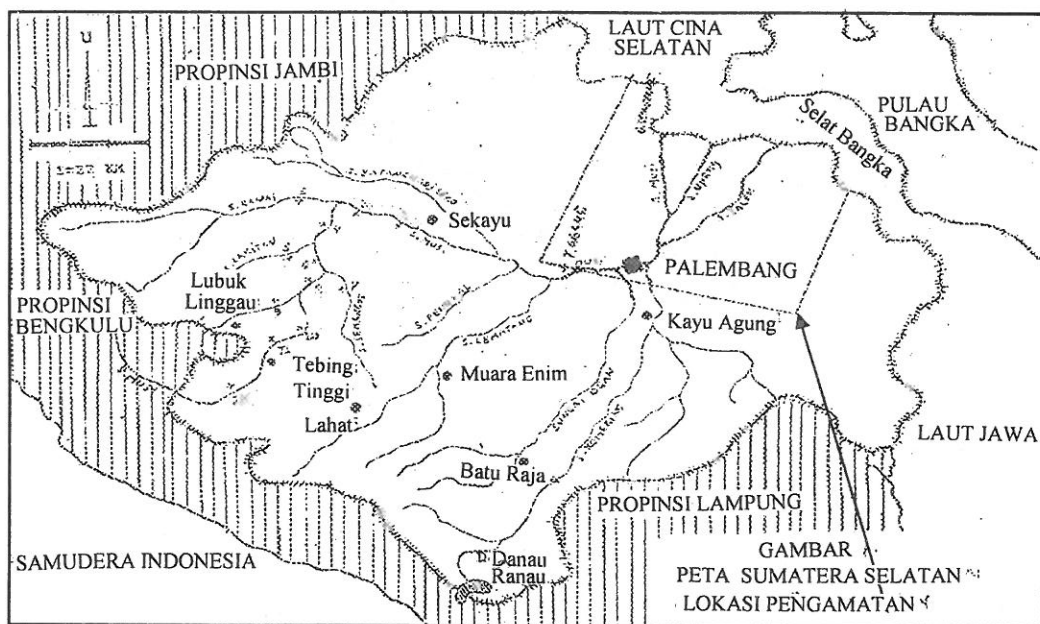 U
LAUT CINA
SELATAN
PROPINSI JAMBI
PULAU
BANGKA
Selat Bangka
Sekayu
S. MUSI
PALEMBANG
Lubuk
Linggau
PROPINSI
BENGKULU
Kayu Agung
S. LEMATANG
Tebing
Tinggi
Muara Enim
Lahat
LAUT JAWA
Batu Raja
PROPINSI LAMPUNG
SAMUDERA INDONESIA
Danau
Ranau
GAMBAR
PETA SUMATERA SELATAN
LOKASI PENGAMATAN